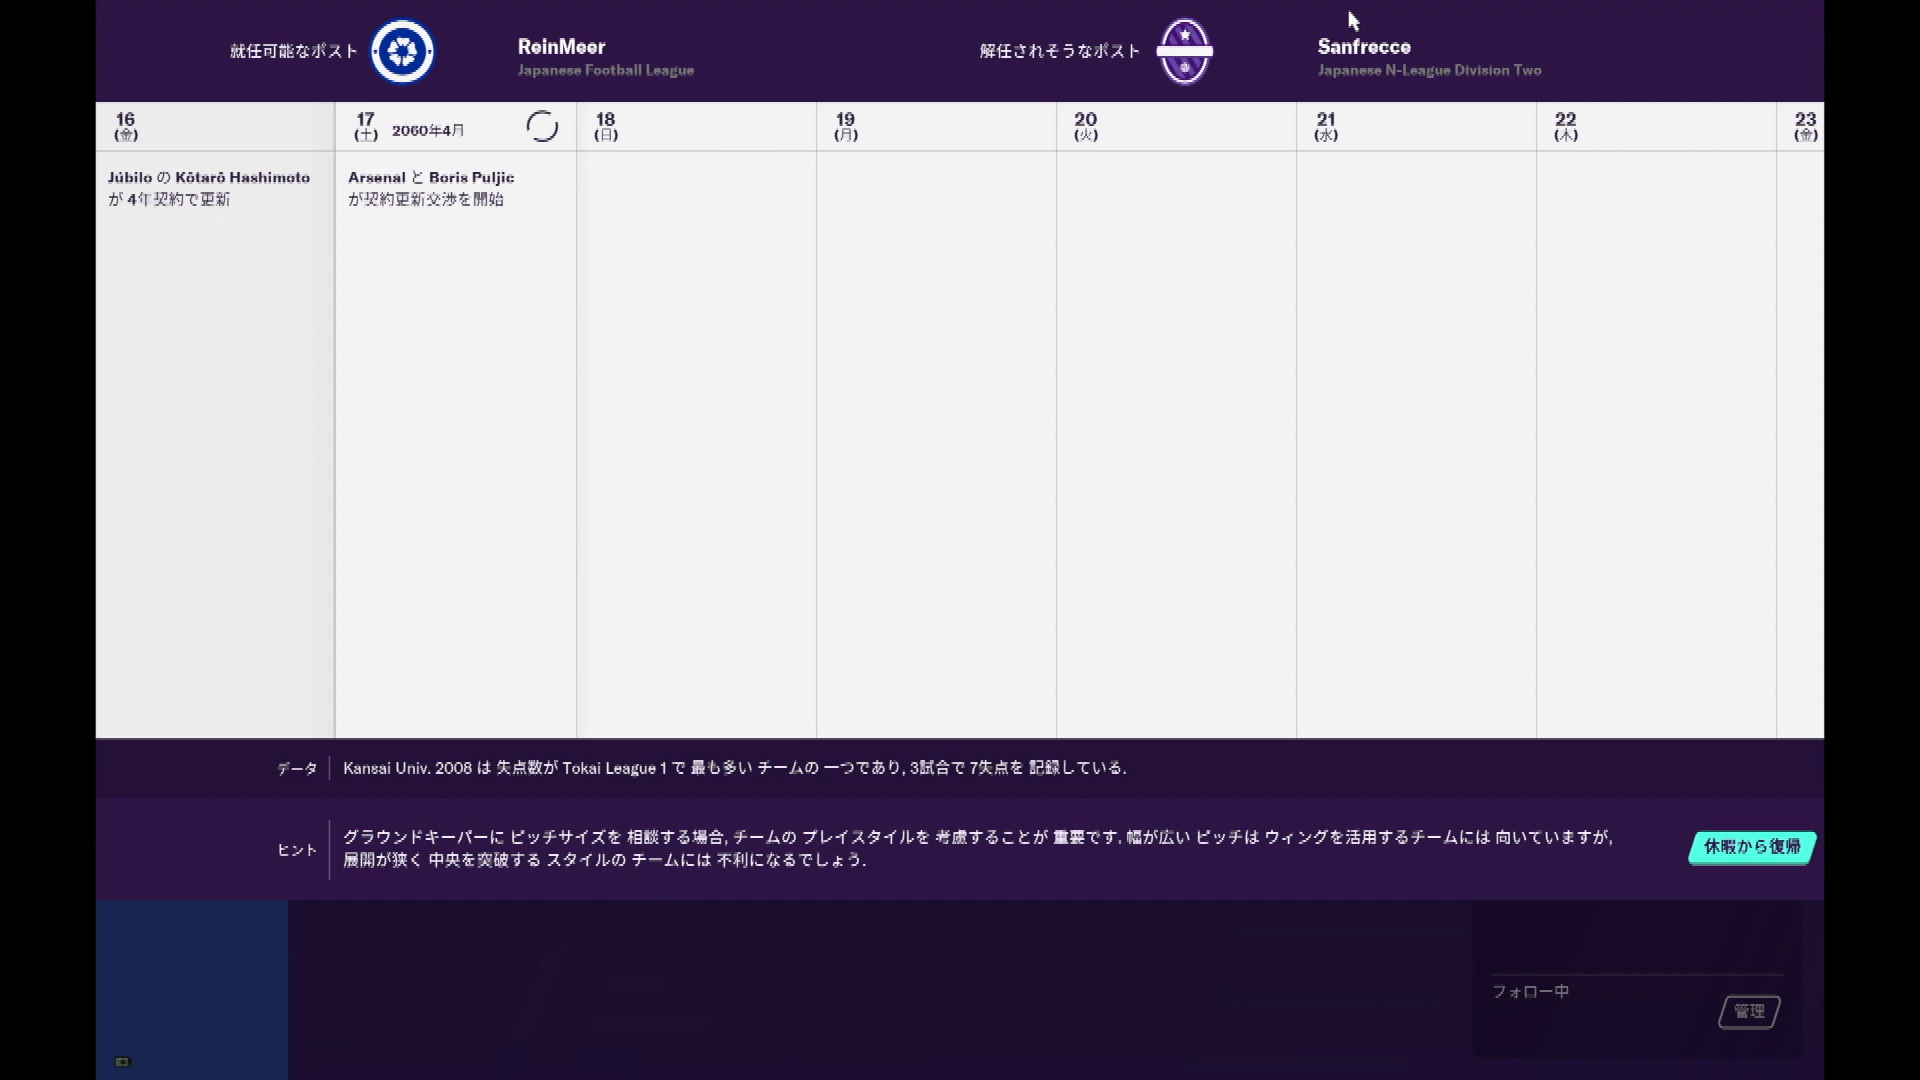 就任可能なポスト
ReinMeer
Japanese Football League
解任されそうなポスト
Sanfrecce
Japanese N-League Division Two
16
(金)
17
(土) 2060年4月
18
(日)
19
(月)
20
(火)
21
(水)
22
(木)
23
(金)
Júbilo の Kōtarō Hashimoto
が 4年契約で更新
Arsenal と Boris Puljic
が契約更新交渉を開始
データ
Kansai Univ. 2008 は 失点数が Tokai League 1 で 最も多い チームの 一つであり, 3試合で 7失点を 記録している.
ヒント
グラウンドキーパーに ピッチサイズを 相談する場合, チームの プレイスタイルを 考慮することが 重要です. 幅が広い ピッチは ウィングを活用するチームには 向いていますが,
展開が狭く 中央を突破する スタイルの チームには 不利になるでしょう.
休暇から復帰
フォロー中
管理